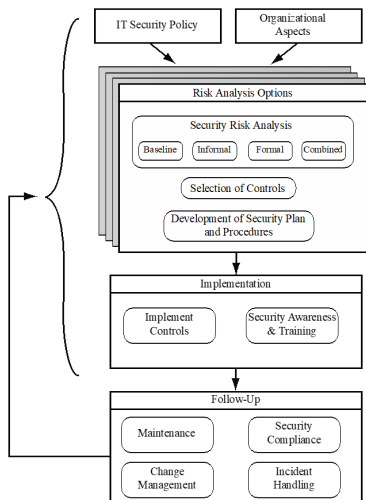 IT Security Policy
Organizational
Aspects
Risk Analysis Options
Security Risk Analysis
Baseline
Informal
Formal
Combined
Selection of Controls
Development of Security Plan
and Procedures
Implementation
Implement
Controls
Security Awareness
& Training
Follow-Up
Maintenance
Security
Compliance
Change
Management
Incident
Handling